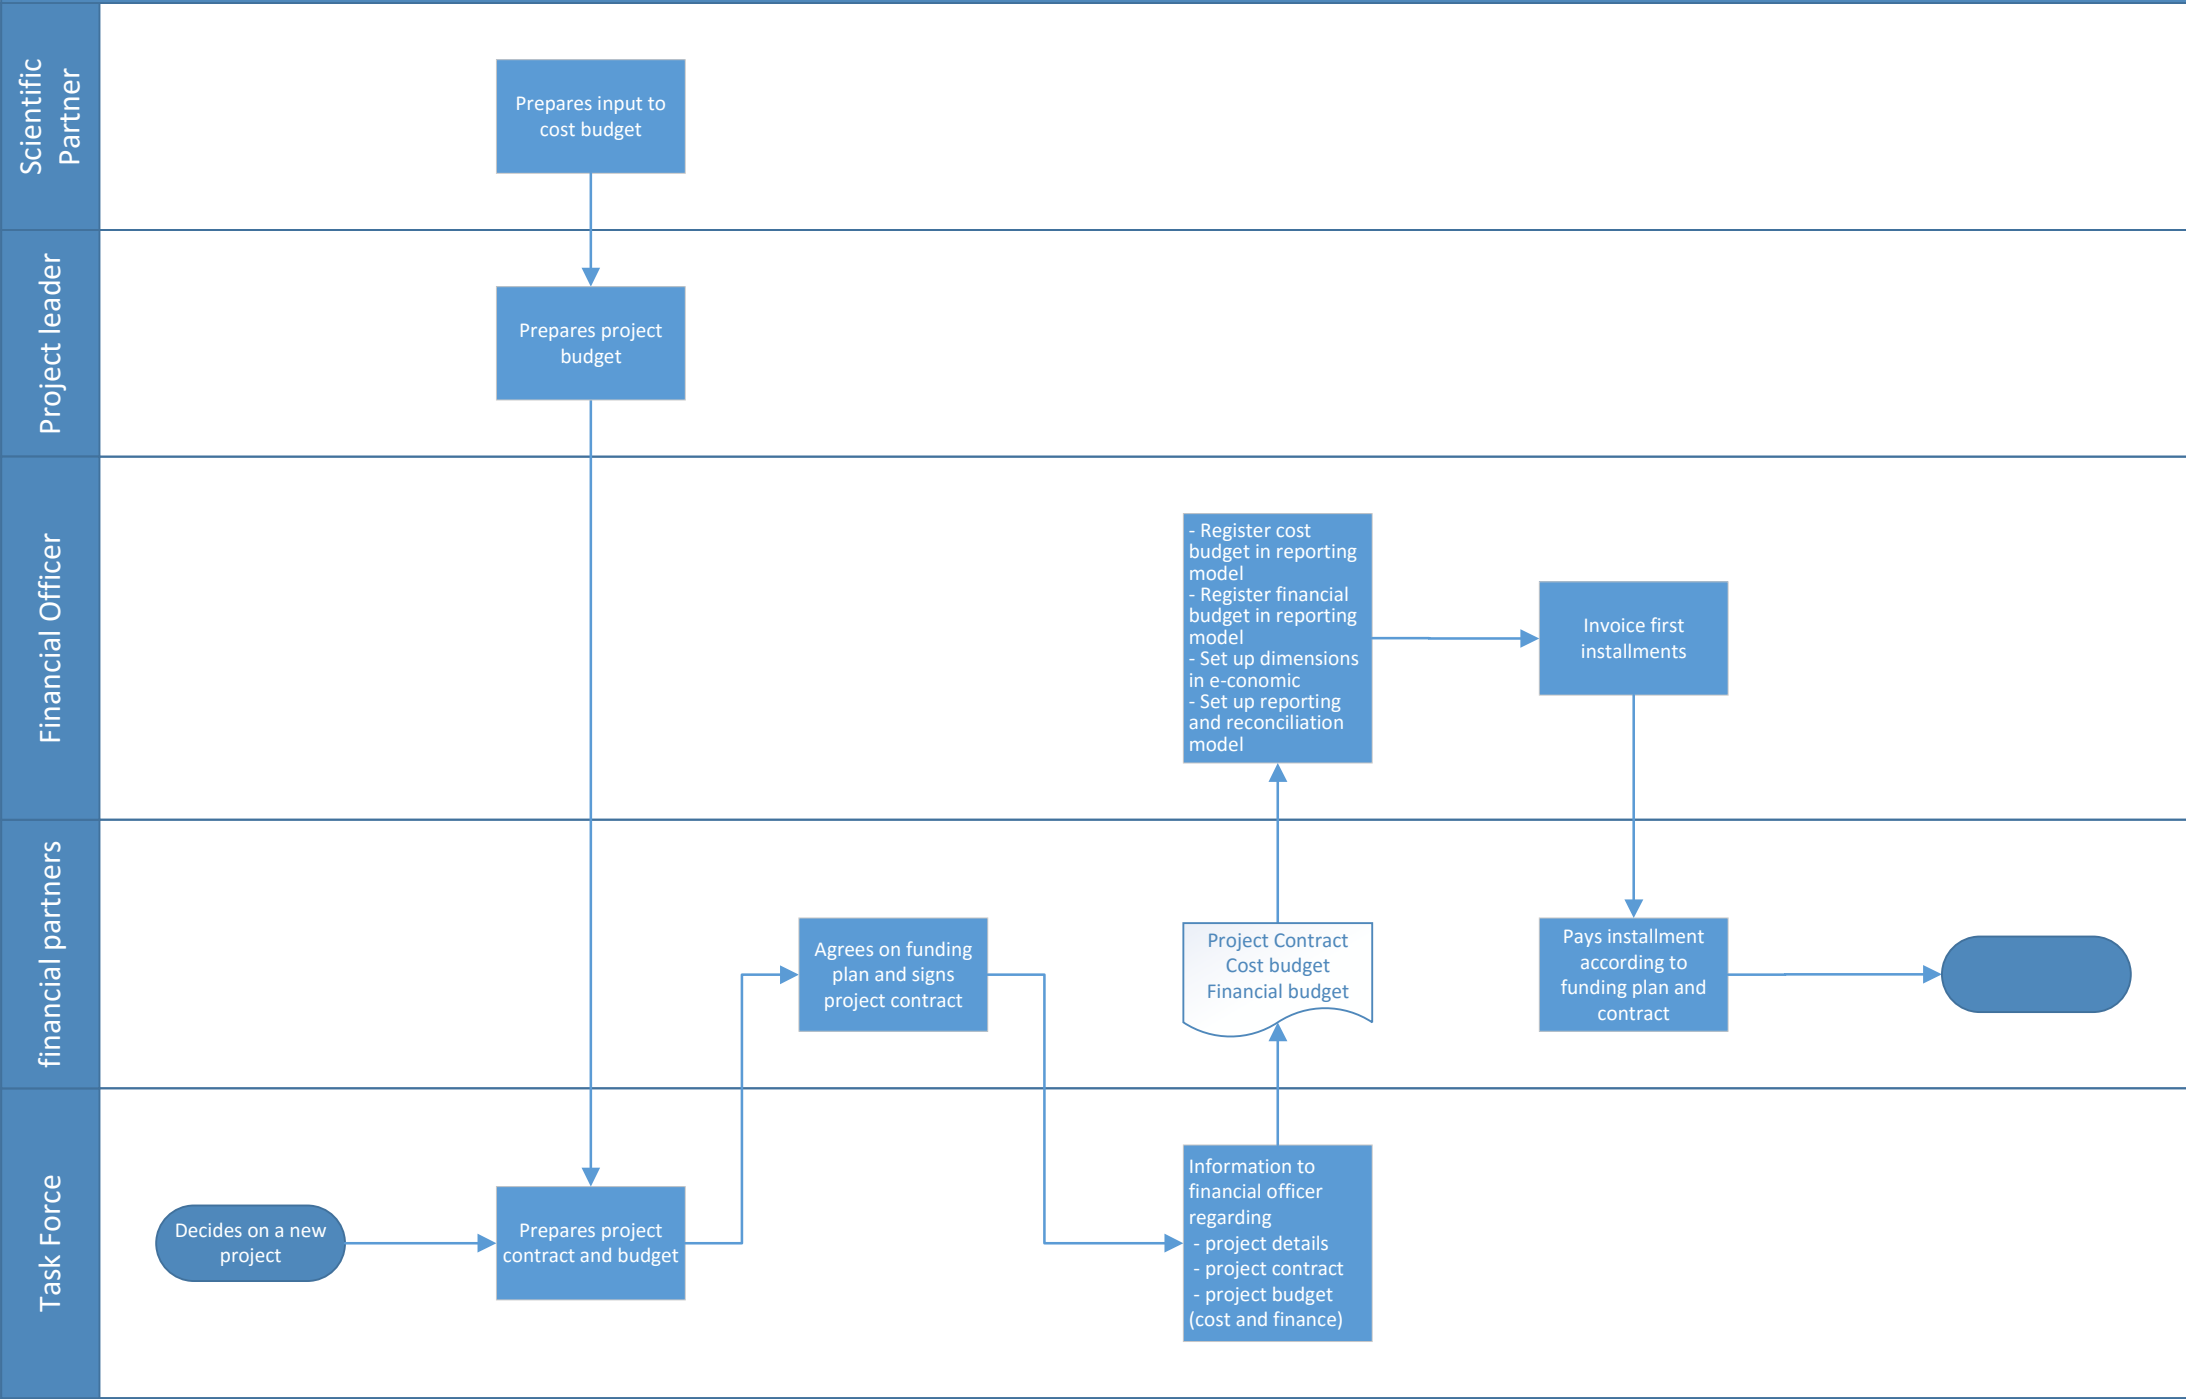 Scientific
Partner
Prepares input to
cost budget
Project leader
Prepares project
budget
Financial Officer
- Register cost
budget in reporting
model
- Register financial
budget in reporting
model
- Set up dimensions
in e-conomic
- Set up reporting
and reconciliation
model
Invoice first
installments
financial partners
Agrees on funding
plan and signs
project contract
Project Contract
Cost budget
Financial budget
Pays installment
according to
funding plan and
contract
Task Force
Decides on a new
project
Prepares project
contract and budget
Information to
financial officer
regarding
- project details
- project contract
- project budget
(cost and finance)